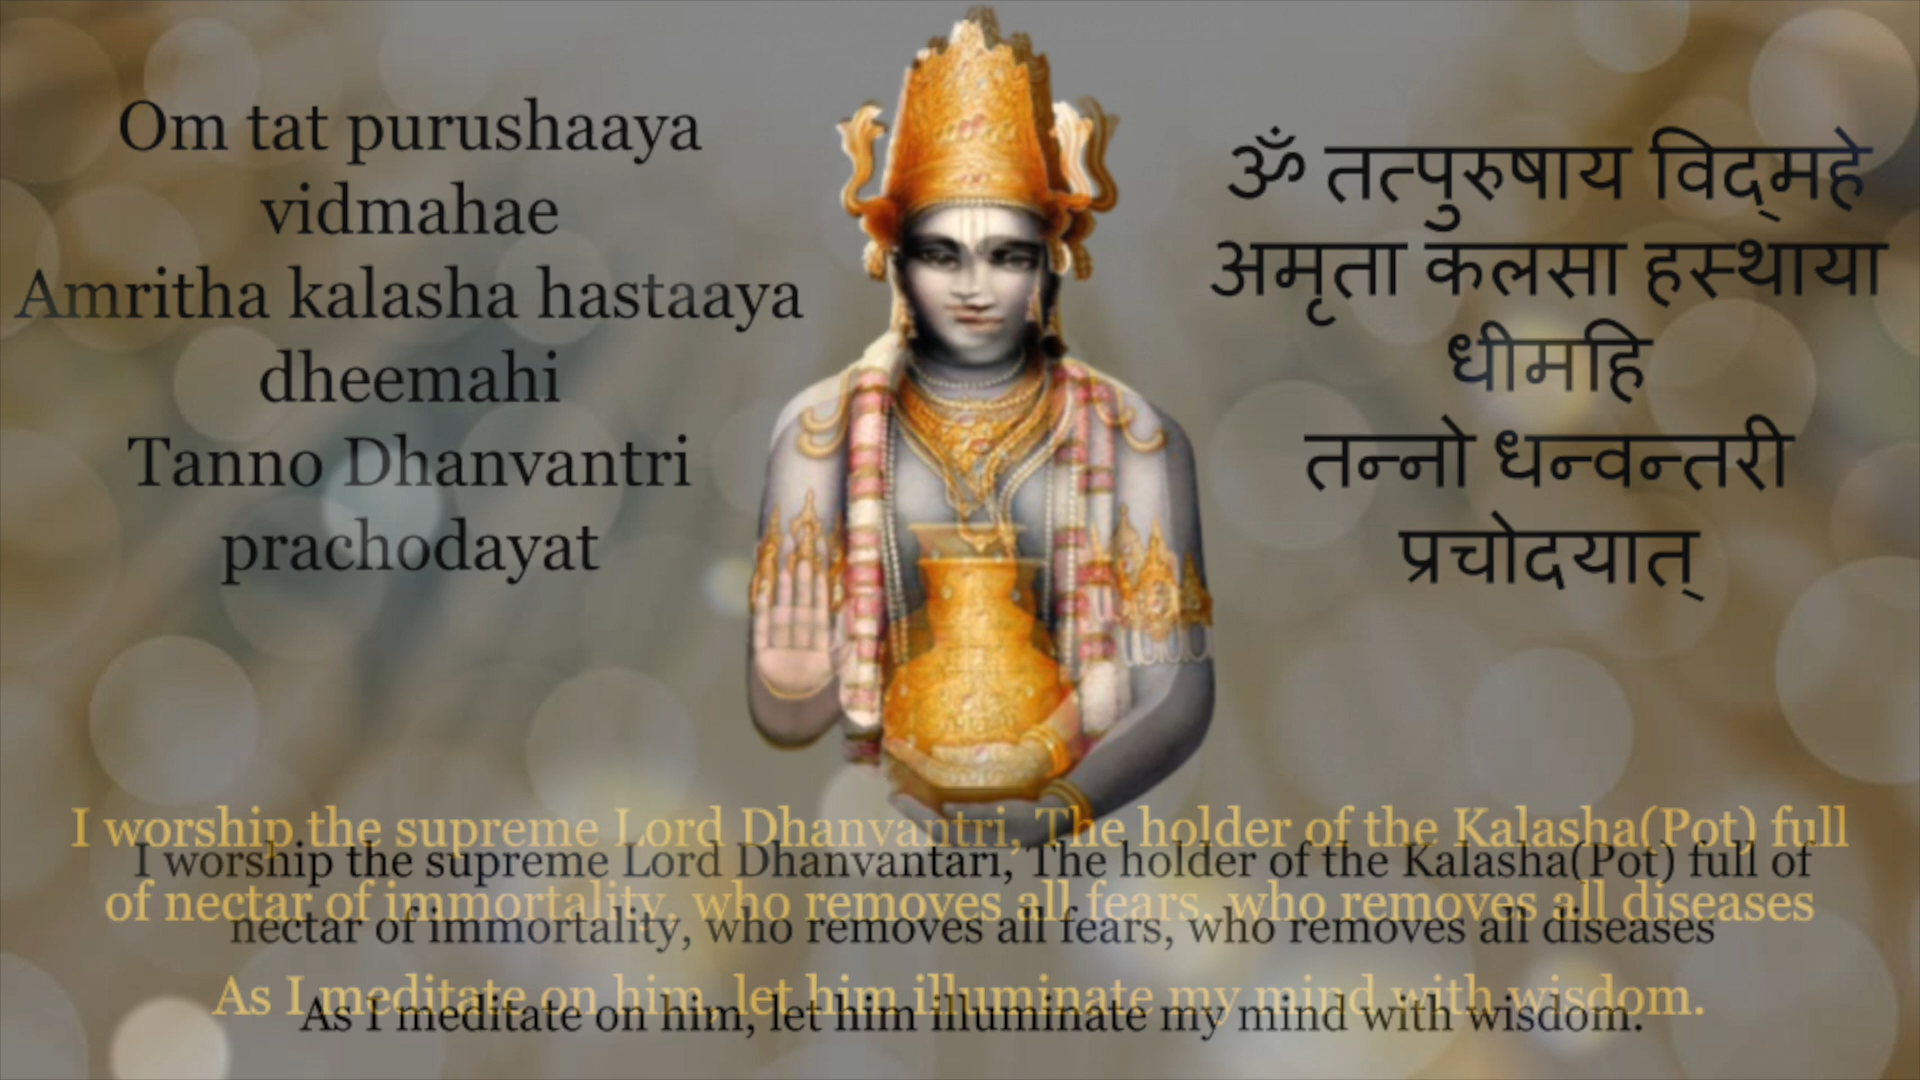 Om tat purushaaya
vidmahae
Amritha kalasha hastaaya
dheemahi
Tanno Dhanvantri
prachodayat
ॐ तत्पुरुषाय विद्‌महे
अमृता कलसा हस्थाया
धीमहि
तन्नो धन्वन्तरी
प्रचोदयात्
I worship the supreme Lord Dhanvantri, The holder of the Kalasha(Pot) full
of nectar of immortality, who removes all fears, who removes all diseases
As I meditate on him, let him illuminate my mind with wisdom.
I worship the supreme Lord Dhanvantari, The holder of the Kalasha(Pot) full of
nectar of immortality, who removes all fears, who removes all diseases
As I meditate on him, let him illuminate my mind with wisdom.